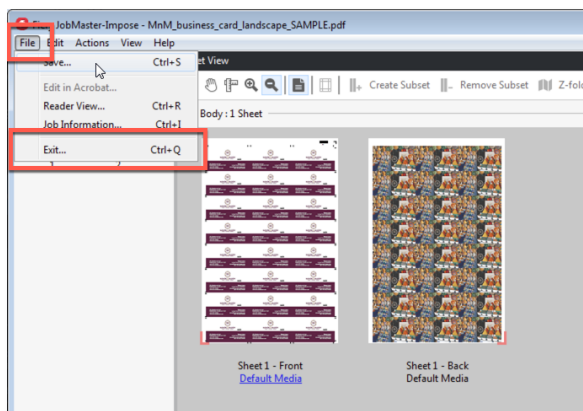 JobMaster-Impose - MnM_business_card_landscape_SAMPLE.pdf
File Edit Actions View Help
Save... Ctrl+S
Edit in Acrobat...
Reader View... Ctrl+R
Job Information... Ctrl+I
Exit... Ctrl+Q
et View
Create Subset Remove Subset Z-fol
Body : 1 Sheet
Sheet 1 - Front
Default Media
Sheet 1 - Back
Default Media